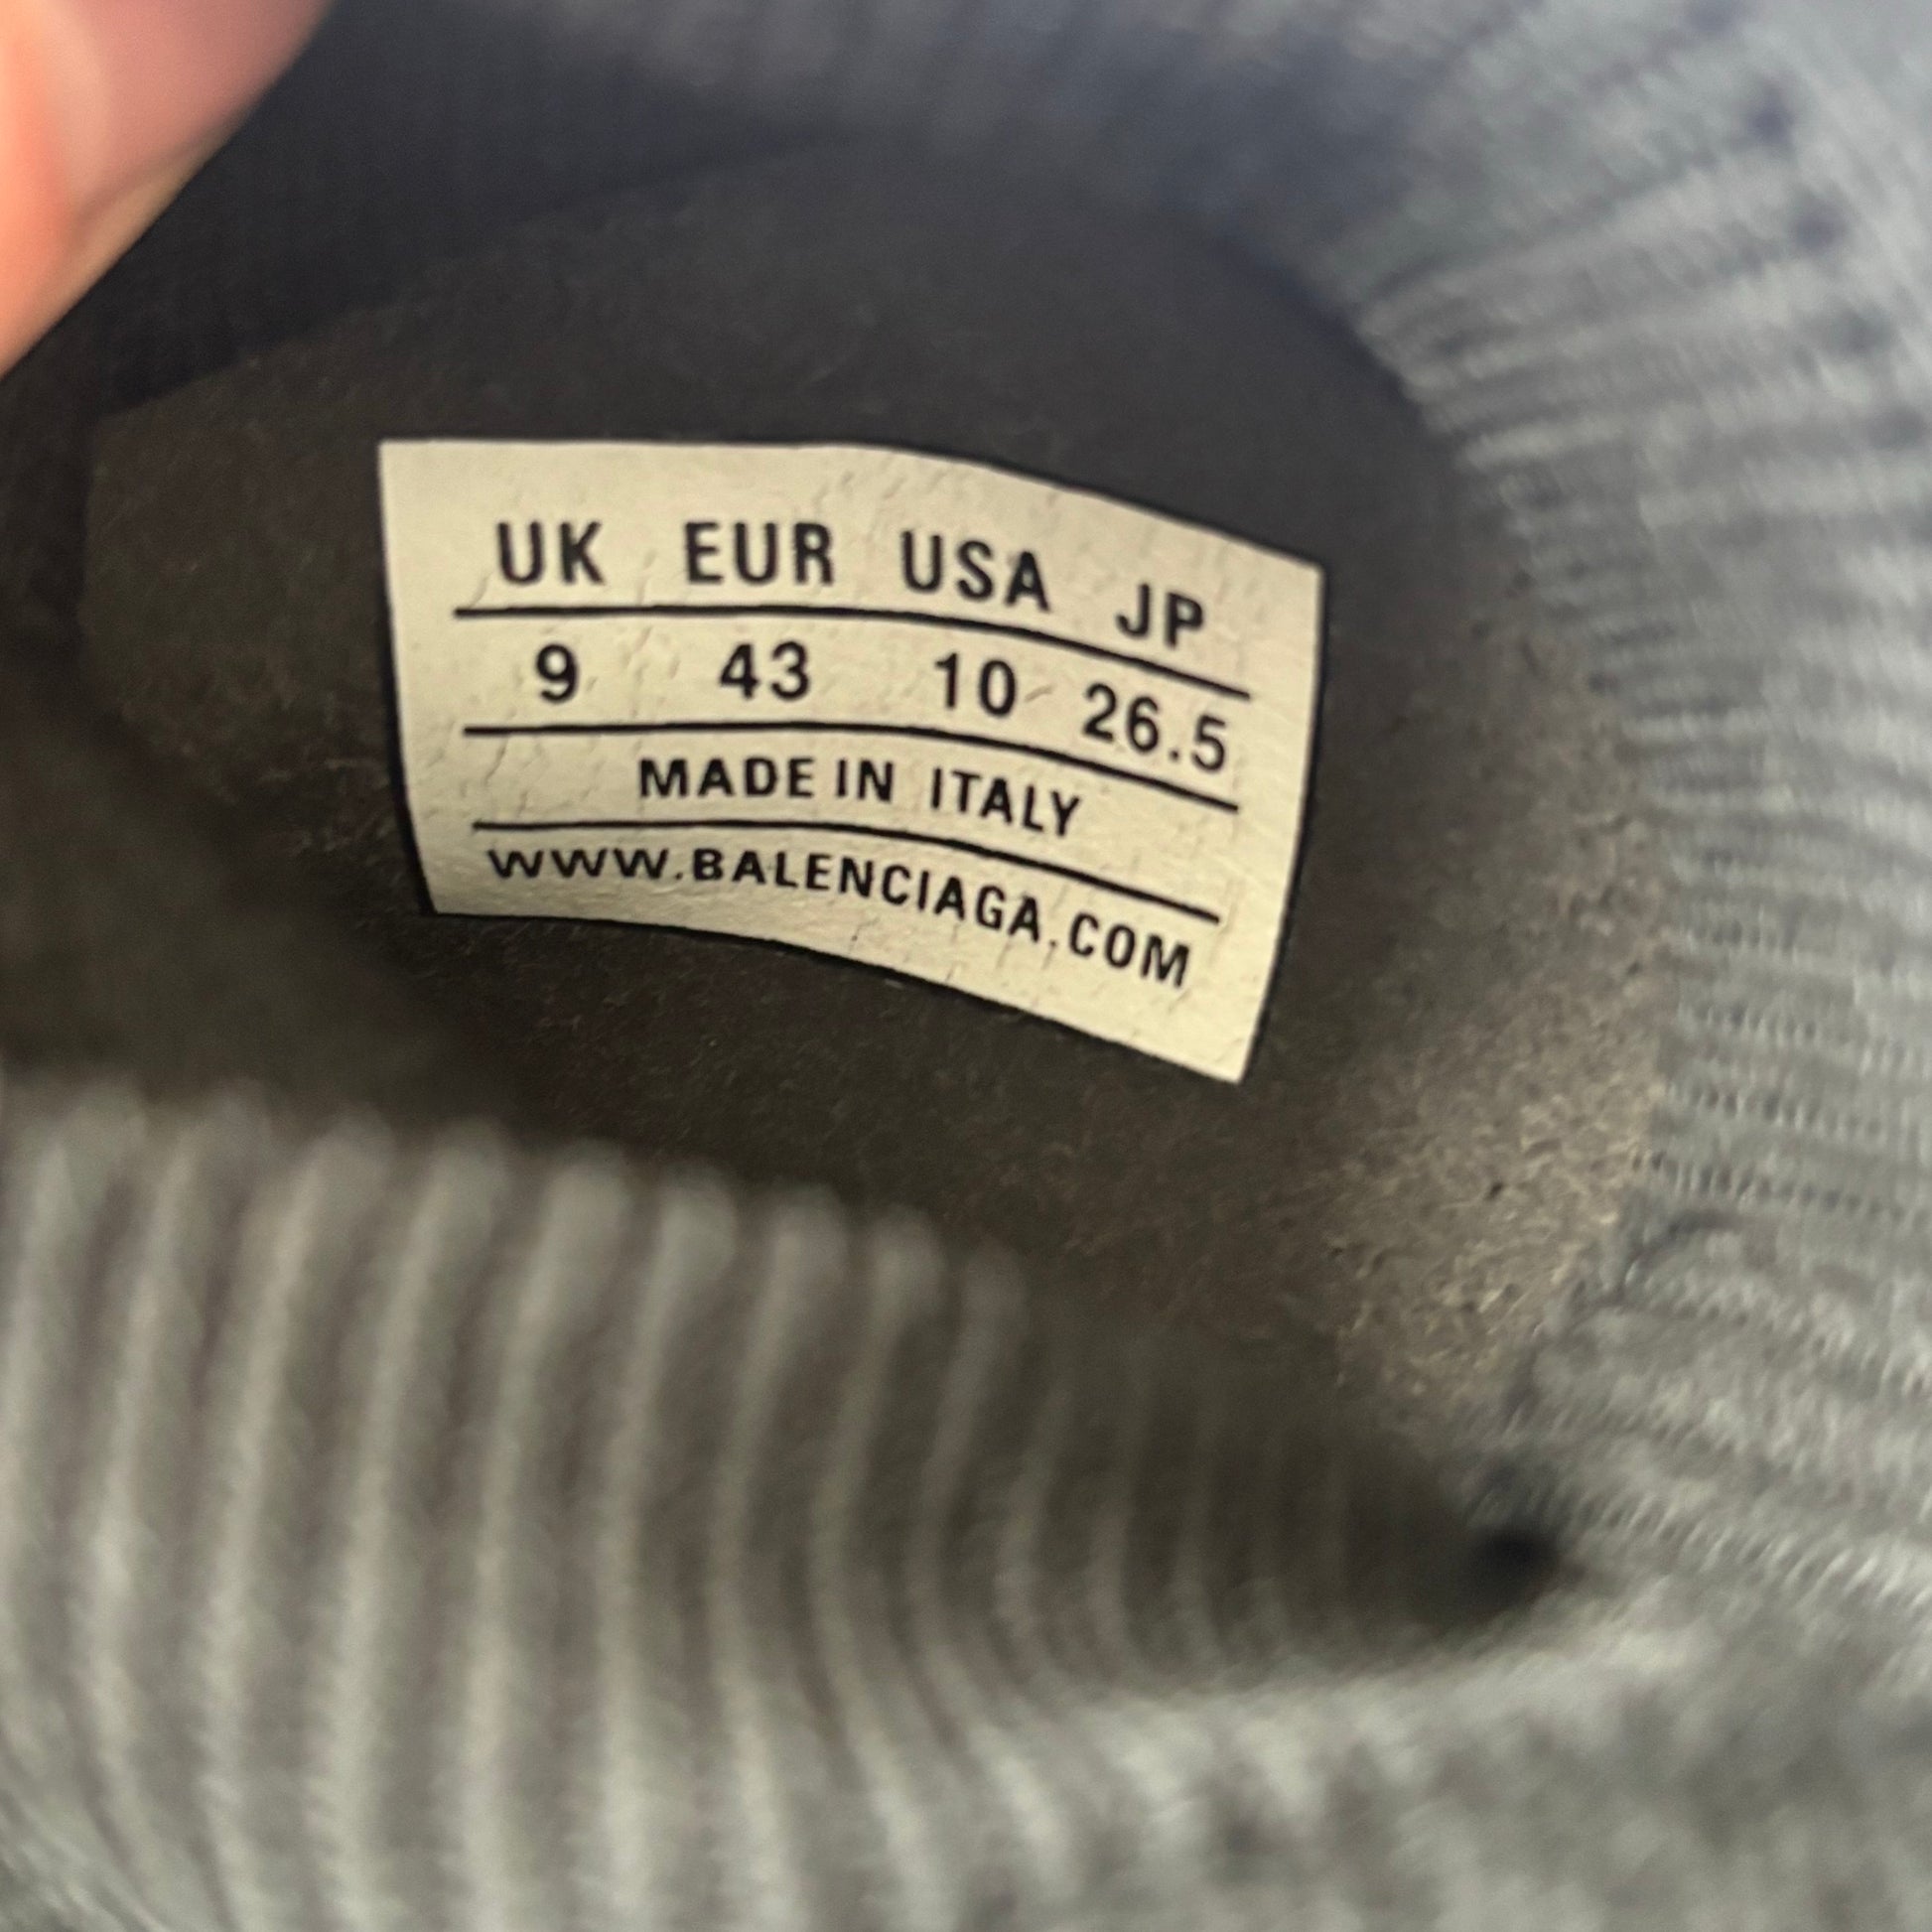 UK EUR USA JP
9 43 10 26.5
MADE IN ITALY
WWW.BALENCIAGA.COM